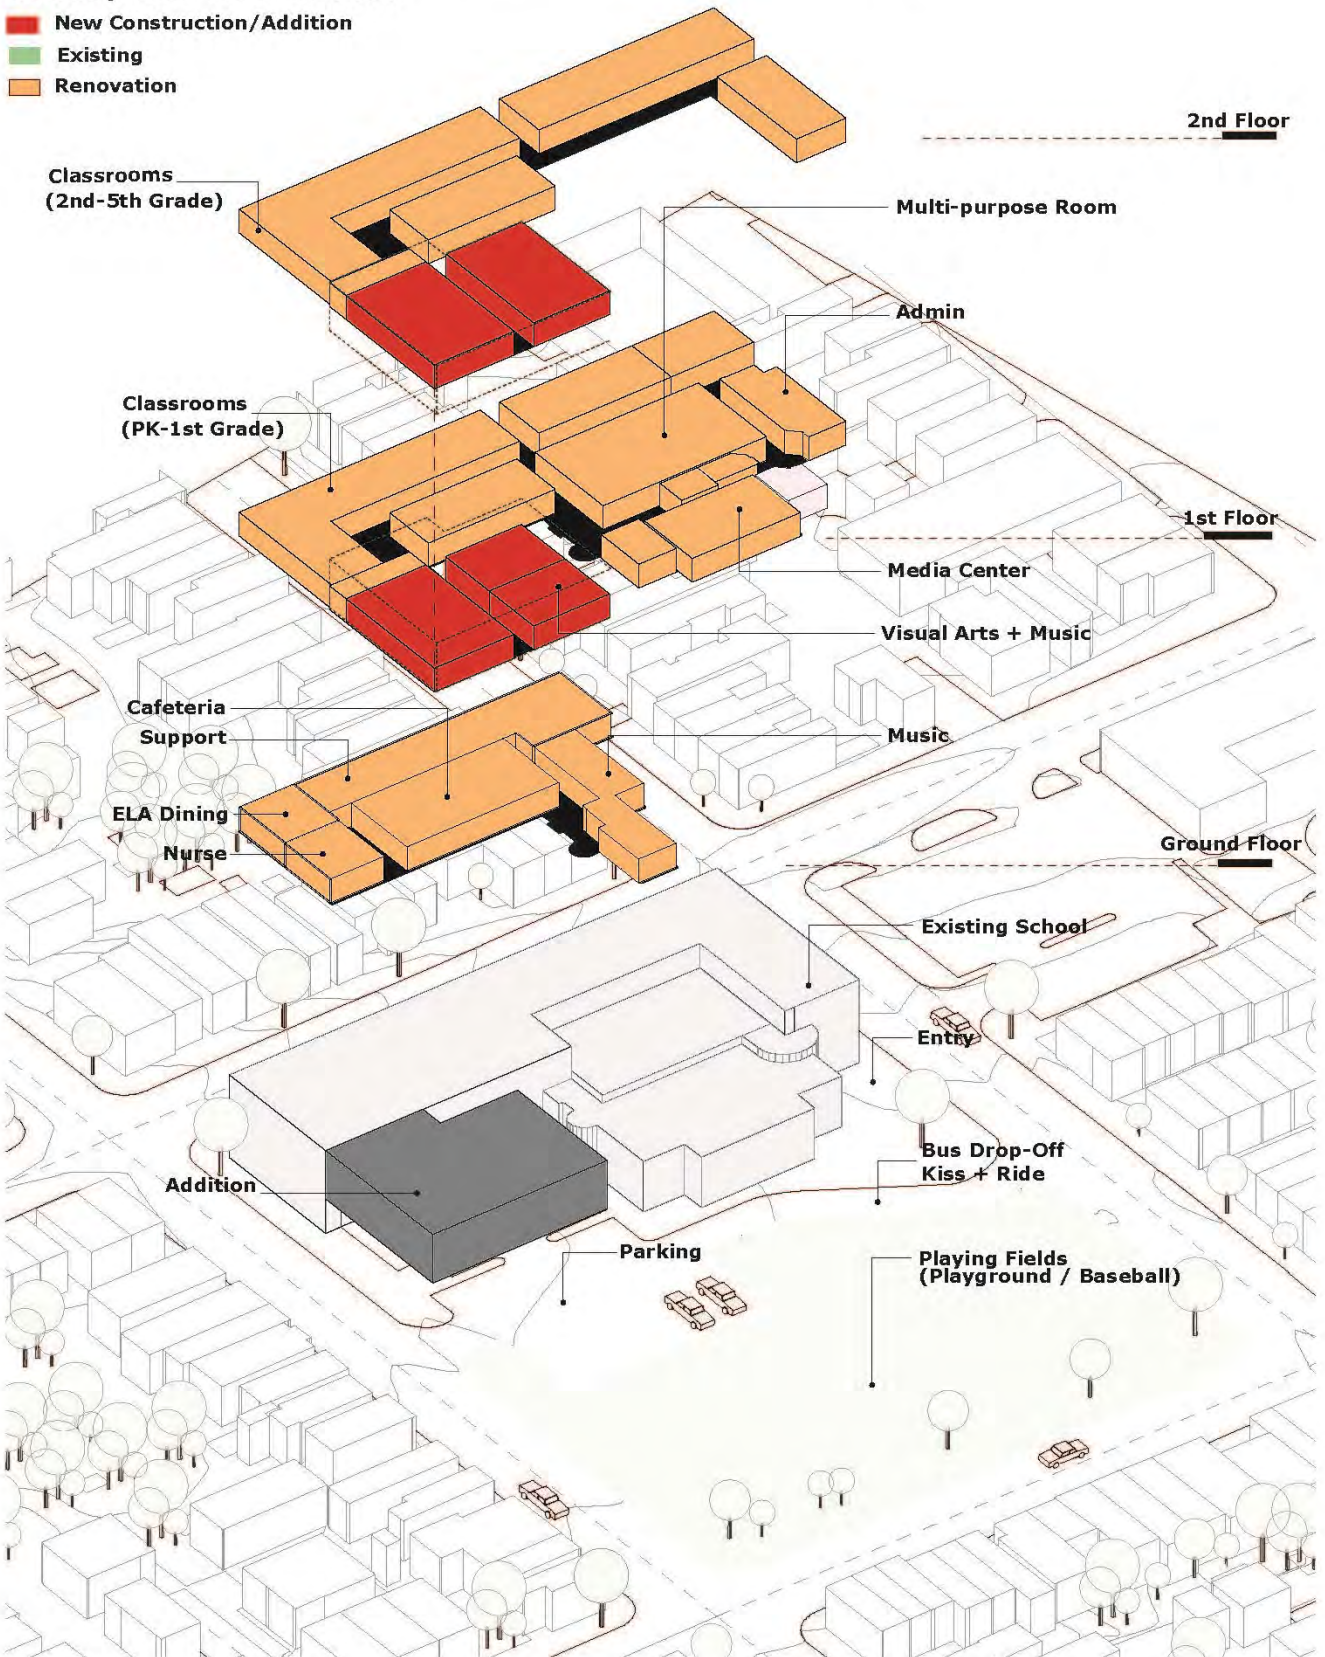 New Construction/Addition
Existing
Renovation
2nd Floor
Classrooms
(2nd-5th Grade)
Multi-purpose Room
Admin
Classrooms
(PK-1st Grade)
1st Floor
Media Center
Visual Arts + Music
Cafeteria
Support
Music
ELA Dining
Nurse
Ground Floor
Existing School
Entry
Bus Drop-Off
Kiss + Ride
Addition
Parking
Playing Fields
(Playground / Baseball)